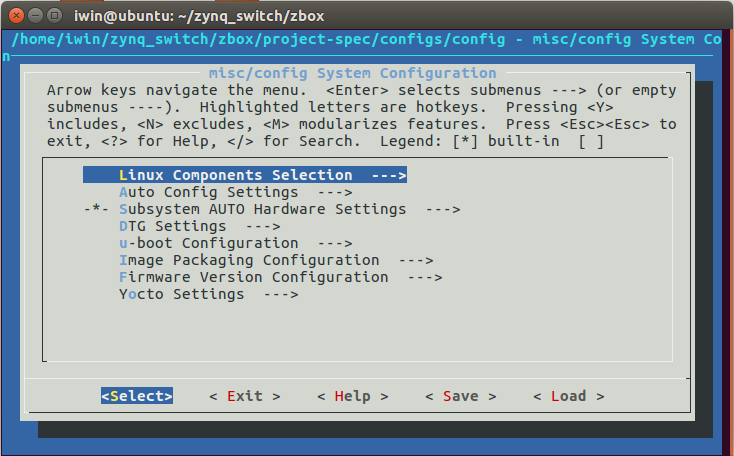 iwin@ubuntu: ~/zynq_switch/zbox
/home/iwin/zynq_switch/zbox/project-spec/configs/config - misc/config System Co
n
misc/config System Configuration
Arrow keys navigate the menu.  <Enter> selects submenus ---> (or empty
submenus ----).  Highlighted letters are hotkeys.  Pressing <Y>
includes, <N> excludes, <M> modularizes features.  Press <Esc><Esc> to
exit, <?> for Help, </> for Search.  Legend: [*] built-in  [ ]
Linux Components Selection  --->
Auto Config Settings  --->
-*- Subsystem AUTO Hardware Settings  --->
DTG Settings  --->
u-boot Configuration  --->
Image Packaging Configuration  --->
Firmware Version Configuration  --->
Yocto Settings  --->
<Select>    < Exit >    < Help >    < Save >    < Load >